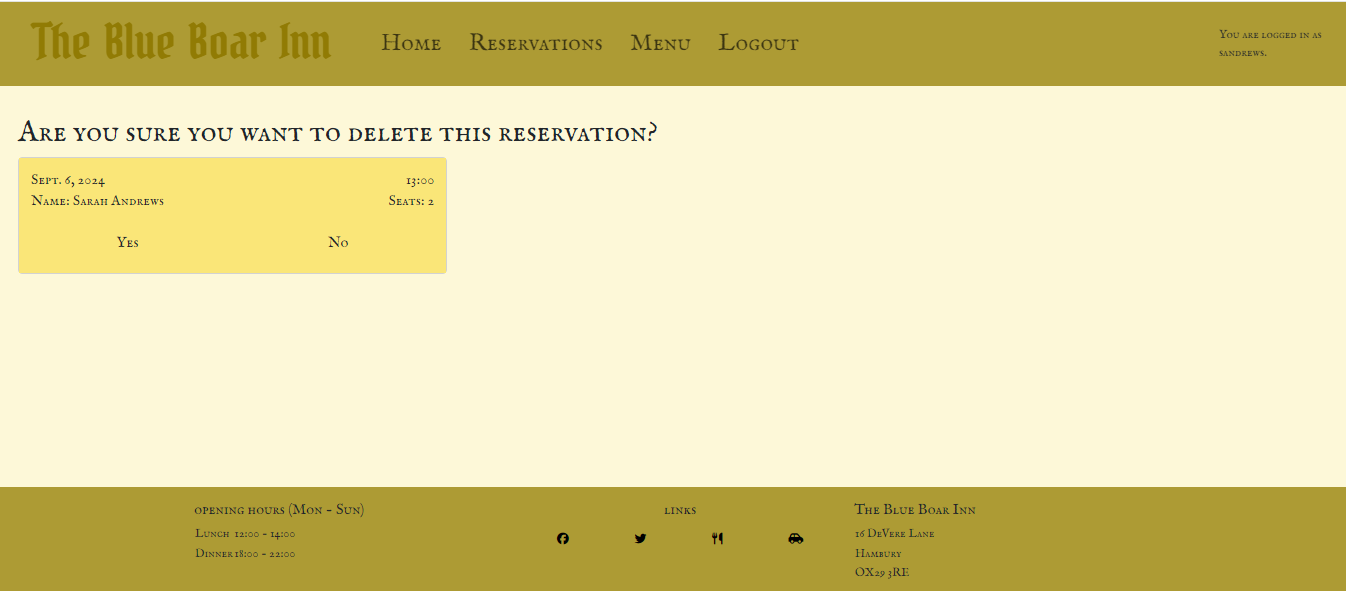 The Blue Boar Inn
Home Reservations Menu Logout
You are logged in as
sandrews.
Are you sure you want to delete this reservation?
Sept. 6, 2024 13:00
Name: Sarah Andrews Seats: 2
Yes No
opening hours (Mon - Sun)
Lunch 12:00 - 14:00
Dinner18:00 - 22:00
links
The Blue Boar Inn
16 DeVere Lane
Hambury
OX29 3RE